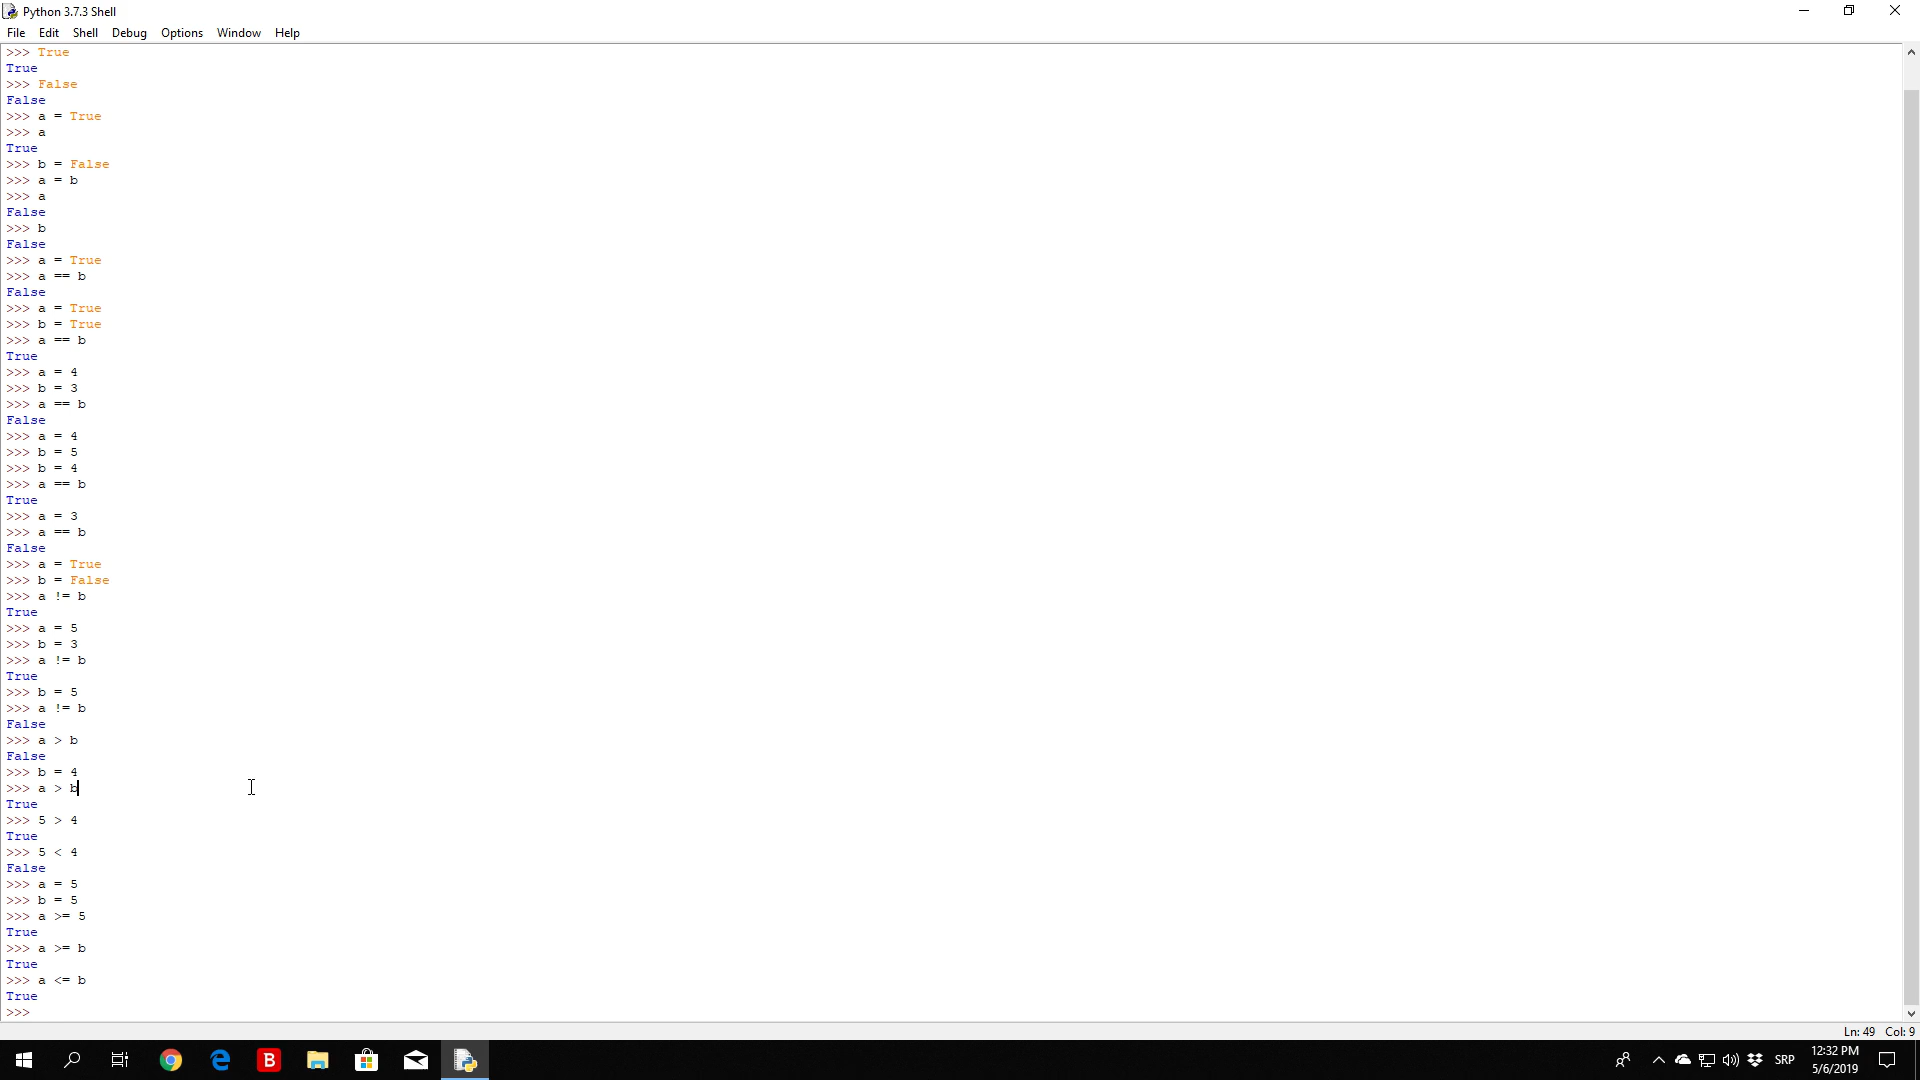 Python 3.7.3 Shell
File Edit Shell Debug Options Window Help
>>> True
True
>>> False
False
>>> a = True
>>> a
True
>>> b = False
>>> a = b
>>> a
False
>>> b
False
>>> a = True
>>> a == b
False
>>> a = True
>>> b = True
>>> a == b
True
>>> a = 4
>>> b = 3
>>> a == b
False
>>> a = 4
>>> b = 5
>>> b = 4
>>> a == b
True
>>> a = 3
>>> a == b
False
>>> a = True
>>> b = False
>>> a != b
True
>>> a = 5
>>> b = 3
>>> a != b
True
>>> b = 5
>>> a != b
False
>>> a > b
False
>>> b = 4
>>> a > b
True
>>> 5 > 4
True
>>> 5 < 4
False
>>> a = 5
>>> b = 5
>>> a >= 5
True
>>> a >= b
True
>>> a <= b
True
>>>
Ln: 49 Col: 9
B
SRP
12:32 PM
5/6/2019